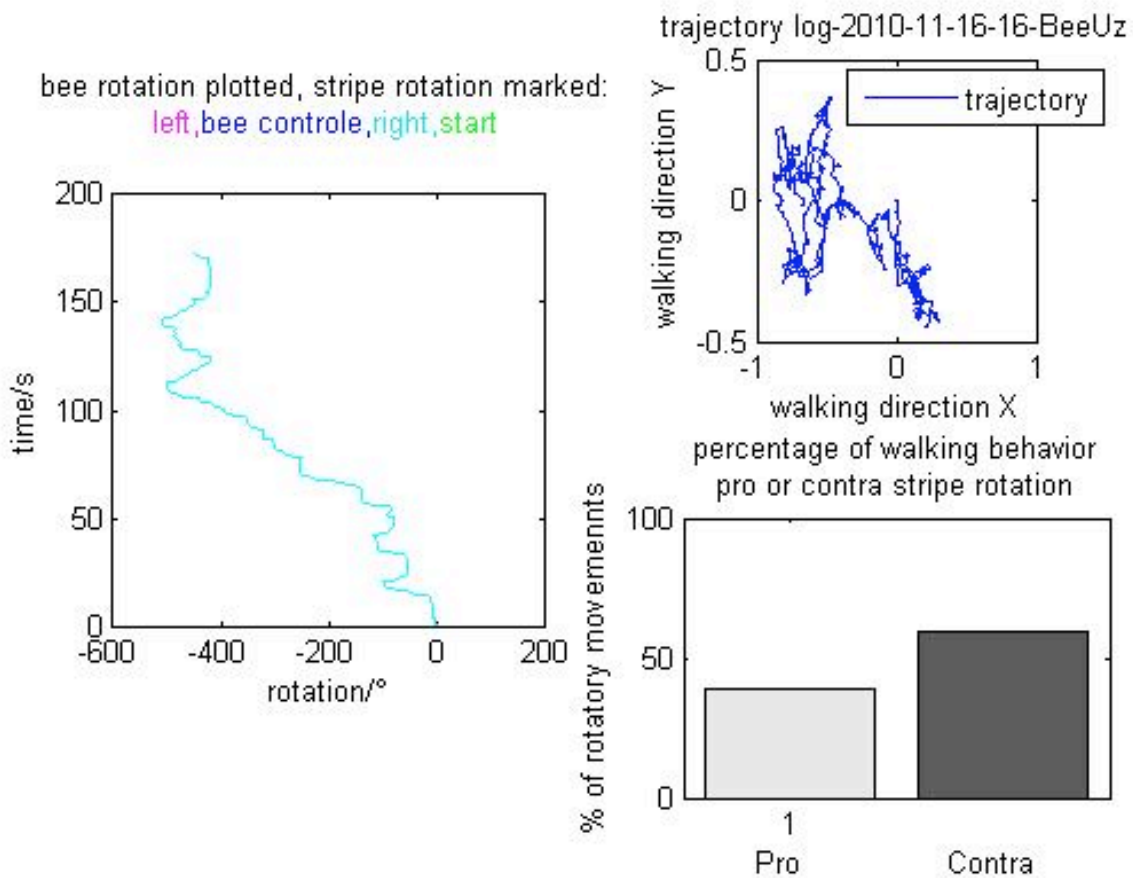 bee rotation plotted, stripe rotation marked:
left,bee controle,right,start
200
150
100
50
0
time/s
-600
-400
-200
0
200
rotation/°
trajectory log-2010-11-16-16-BeeUz
0.5
0
-0.5
walking direction Y
trajectory
-1
0
1
walking direction X
percentage of walking behavior
pro or contra stripe rotation
100
50
0
% of rotatory movemennts
1
Pro
Contra